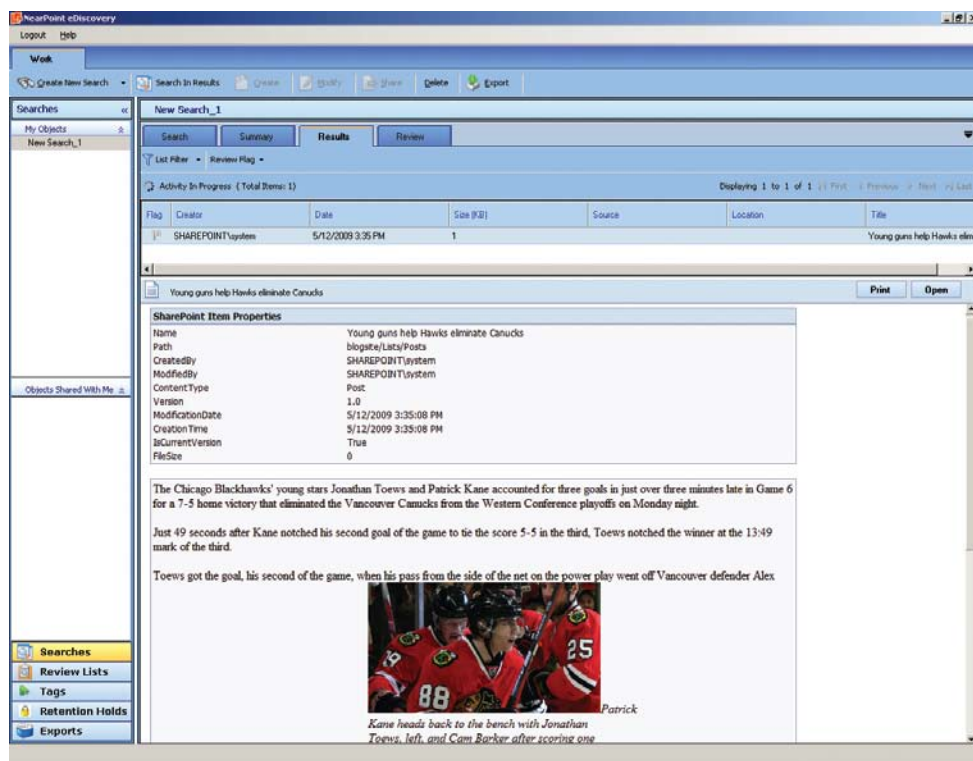 NearPoint eDiscovery
Logout Help
Work
Create New Search Search In Results Create Modify Share Delete Export
Searches «
My Objects
New Search_1
New Search_1
Search Summary Results Review
List Filter Review Flag
Activity In Progress ( Total Items: 1) Displaying 1 to 1 of 1 First Previous Next Last
Flag Creator Date Size (KB) Source Location Title
SHAREPOINT\system 5/12/2009 3:35 PM 1 Young guns help Hawks elim
Young guns help Hawks eliminate Canucks Print Open
SharePoint Item Properties
Name Young guns help Hawks eliminate Canucks
Path blogsite/Lists/Posts
CreatedBy SHAREPOINT\system
ModifiedBy SHAREPOINT\system
ContentType Post
Version 1.0
ModificationDate 5/12/2009 3:35:08 PM
CreationTime 5/12/2009 3:35:08 PM
IsCurrentVersion True
FileSize 0
Objects Shared With Me
The Chicago Blackhawks' young stars Jonathan Toews and Patrick Kane accounted for three goals in just over three minutes late in Game 6
for a 7-5 home victory that eliminated the Vancouver Canucks from the Western Conference playoffs on Monday night.
Just 49 seconds after Kane notched his second goal of the game to tie the score 5-5 in the third, Toews notched the winner at the 13:49
mark of the third.
Toews got the goal, his second of the game, when his pass from the side of the net on the power play went off Vancouver defender Alex
25
88
Patrick
Kane heads back to the bench with Jonathan
Toews, left, and Cam Barker after scoring one
Searches
Review Lists
Tags
Retention Holds
Exports